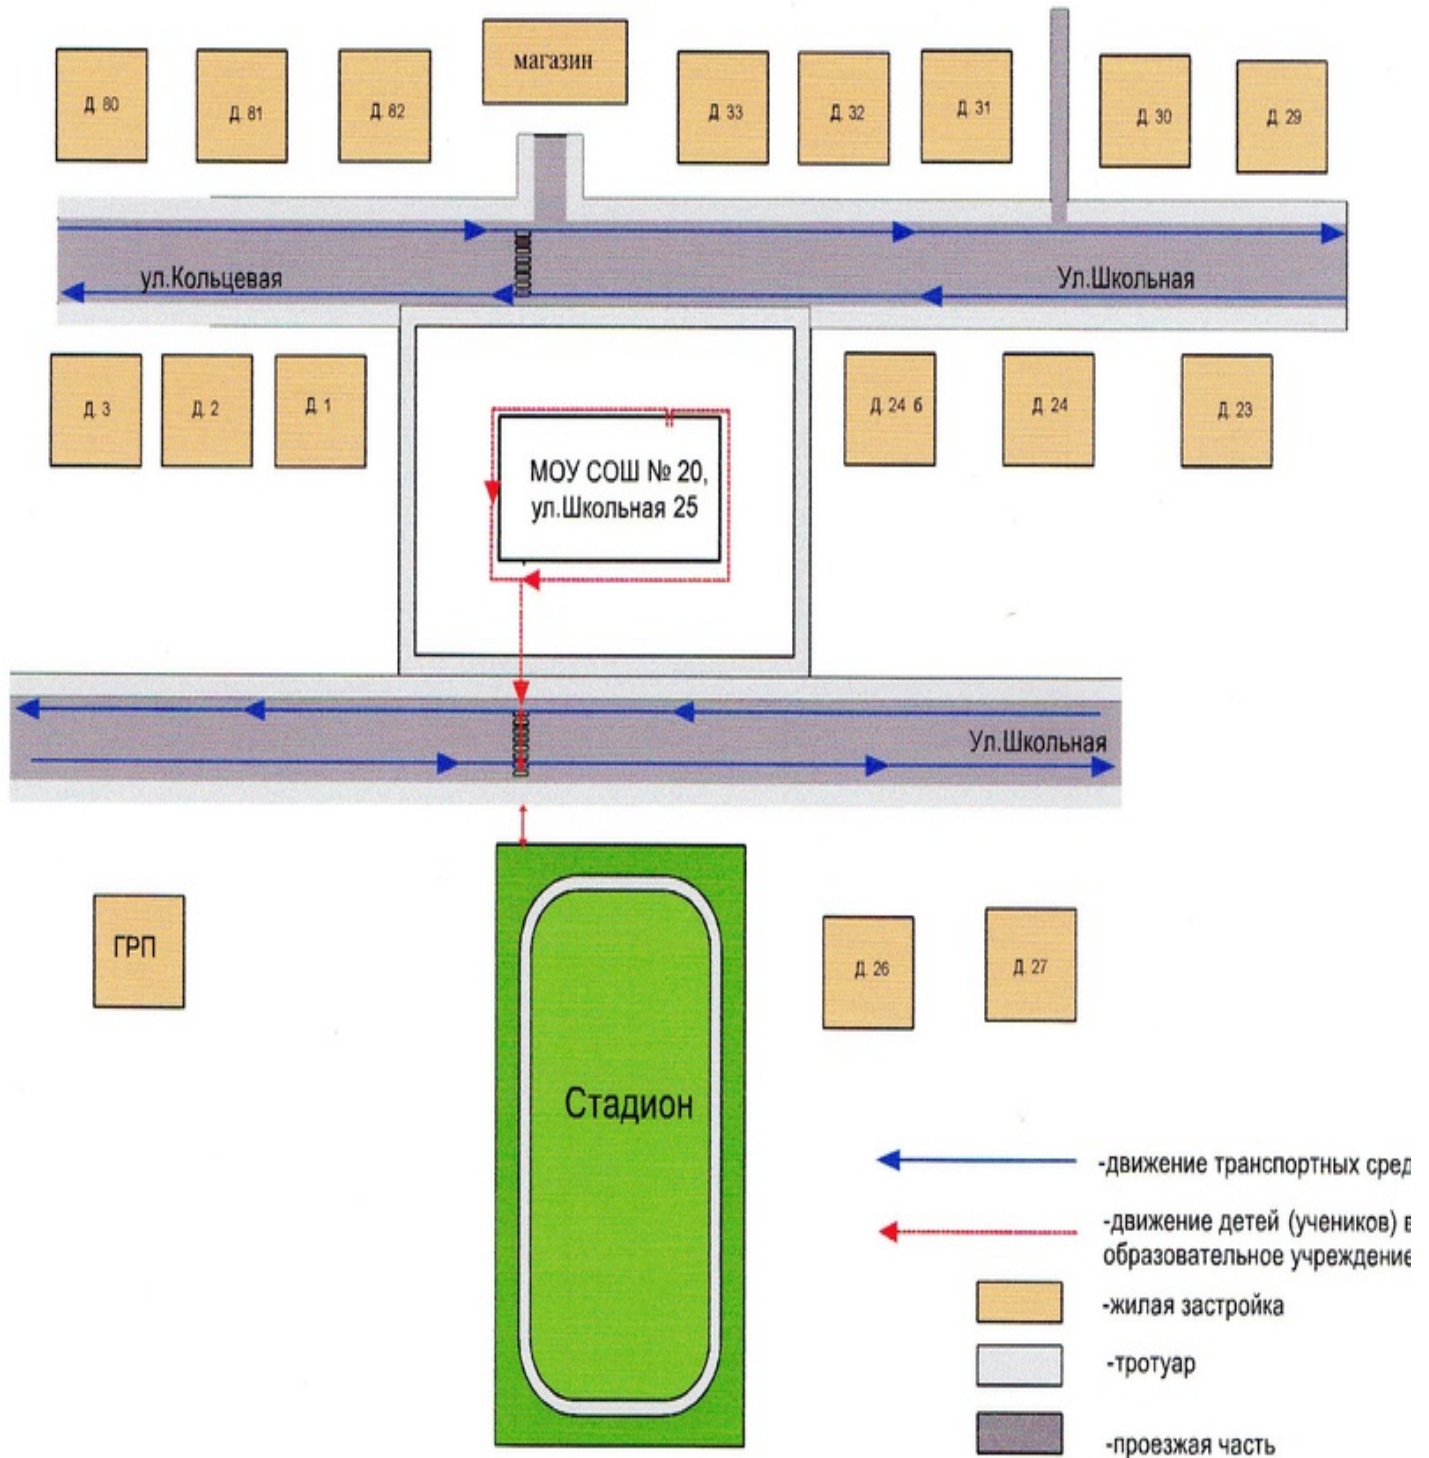 магазин
Д. 80
Д. 81
Д. 82
Д. 33
Д. 32
Д. 31
Д. 30
Д. 29
ул.Кольцевая
Ул.Школьная
Д. 3
Д. 2
Д. 1
Д. 24 б
Д. 24
Д. 23
МОУ СОШ № 20,
ул.Школьная 25
Ул.Школьная
ГРП
Д. 26
Д. 27
Стадион
-движение транспортных сред
-движение детей (учеников) в
образовательное учреждение
-жилая застройка
-тротуар
-проезжая часть